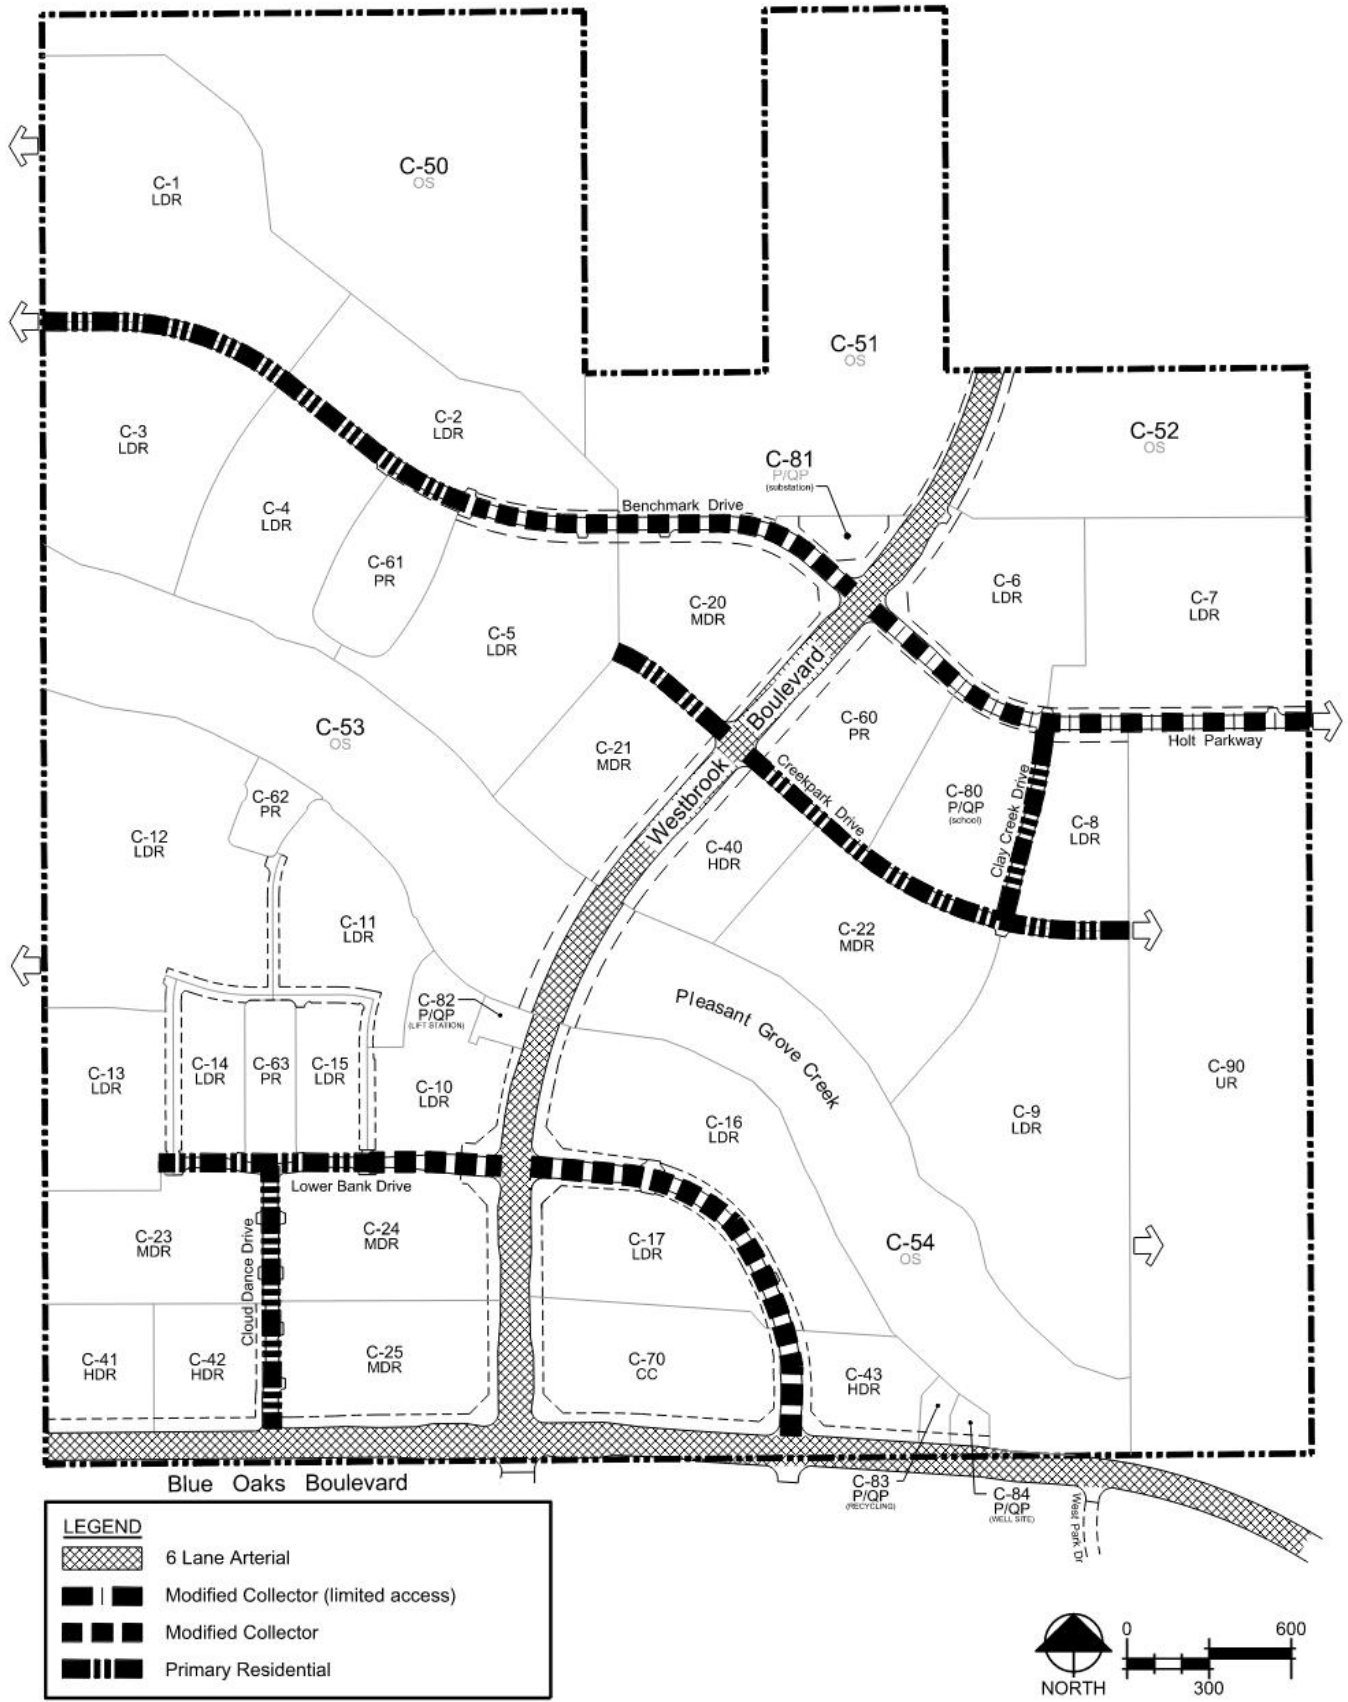 C-50
OS
C-1
LDR
C-51
OS
C-2
LDR
C-3
LDR
C-52
OS
C-81
P/QP
(substation)
C-4
LDR
Benchmark Drive
C-61
PR
C-6
LDR
C-7
LDR
C-20
MDR
C-5
LDR
Westbrook Boulevard
C-53
OS
C-60
PR
C-21
MDR
Holt Parkway
C-62
PR
Creekpark Drive
C-80
P/QP
(school)
Clay Creek Drive
C-8
LDR
C-12
LDR
C-40
HDR
C-11
LDR
C-22
MDR
C-82
P/QP
(LIFT STATION)
Pleasant Grove Creek
C-13
LDR
C-14
LDR
C-63
PR
C-15
LDR
C-10
LDR
C-90
UR
C-16
LDR
C-9
LDR
Lower Bank Drive
C-23
MDR
Cloud Dance Drive
C-24
MDR
C-17
LDR
C-54
OS
C-41
HDR
C-42
HDR
C-25
MDR
C-70
CC
C-43
HDR
Blue Oaks Boulevard
C-83
P/QP
(RECYCLING)
C-84
P/QP
(WELL SITE)
West Park Dr
LEGEND
6 Lane Arterial
Modified Collector (limited access)
Modified Collector
Primary Residential
NORTH
0
600
300